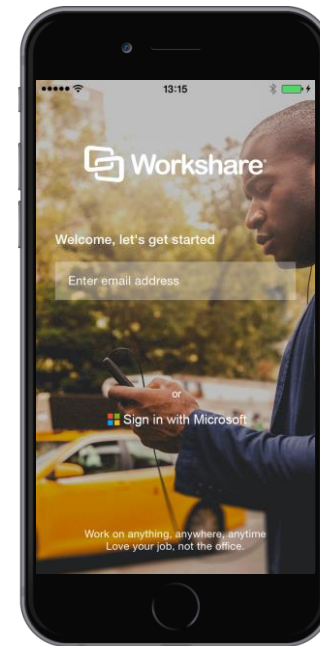 13:15
Workshare
Welcome, let's get started
Enter email address
or
Sign in with Microsoft
Work on anything, anywhere, anytime
Love your job, not the office.